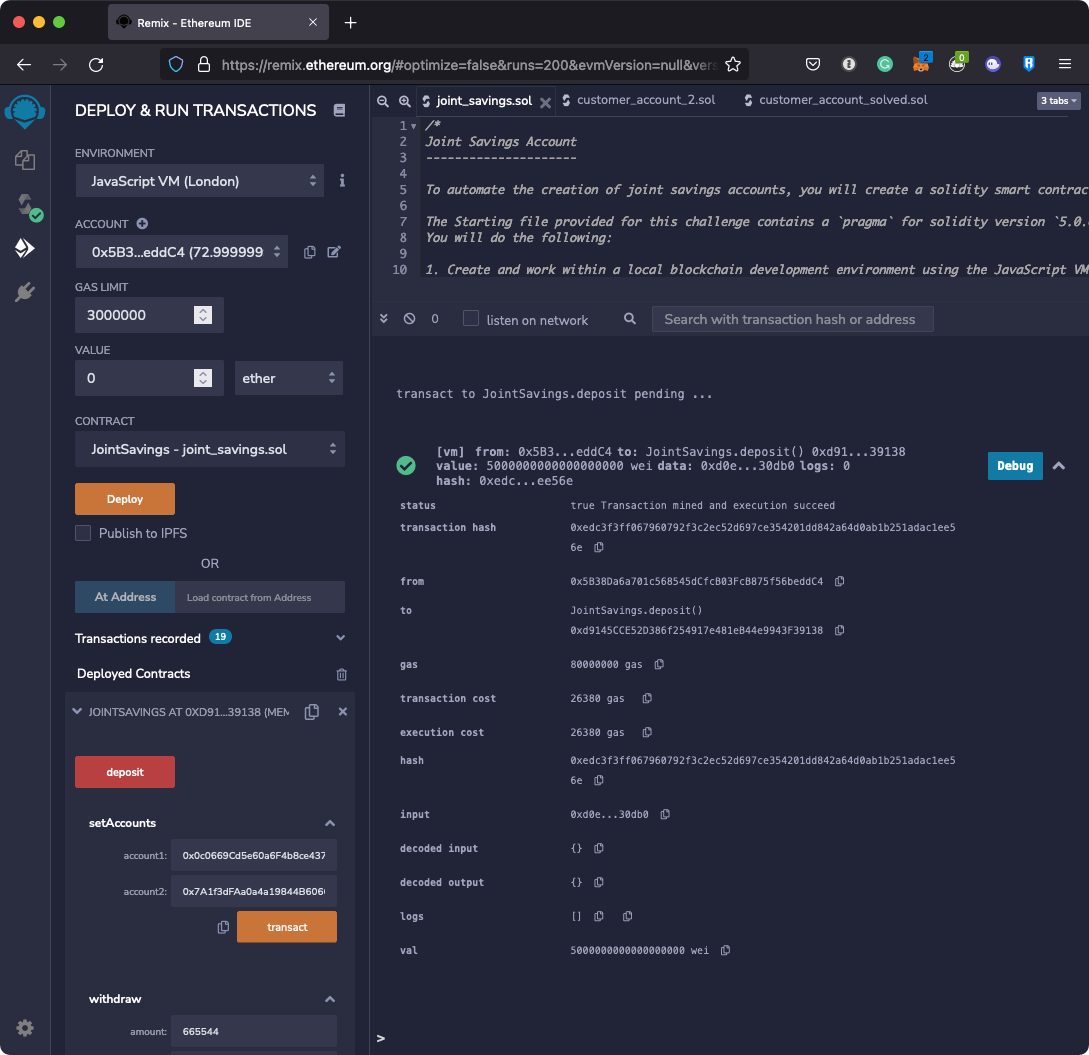 Remix - Ethereum IDE
https://remix.ethereum.org/#optimize=false&runs=200&evmVersion=null&vers
2
0
DEPLOY & RUN TRANSACTIONS
ENVIRONMENT
JavaScript VM (London)
ACCOUNT
0x5B3...eddC4 (72.999999
GAS LIMIT
3000000
VALUE
0
ether
CONTRACT
JointSavings - joint_savings.sol
Deploy
Publish to IPFS
OR
At Address
Load contract from Address
Transactions recorded 19
Deployed Contracts
JOINTSAVINGS AT 0XD91...39138 (MEM
deposit
setAccounts
account1: 0x0c0669Cd5e60a6F4b8ce437
account2: 0x7A1f3dFAa0a4a19844B606
transact
withdraw
amount: 665544
joint_savings.sol
customer_account_2.sol
customer_account_solved.sol
3 tabs
1 /*
2 Joint Savings Account
3 ---------------------
4
5 To automate the creation of joint savings accounts, you will create a solidity smart contrac
6
7 The Starting file provided for this challenge contains a `pragma` for solidity version `5.0.
8 You will do the following:
9
10 1. Create and work within a local blockchain development environment using the JavaScript VM
0
listen on network
Search with transaction hash or address
transact to JointSavings.deposit pending ...
[vm] from: 0x5B3...eddC4 to: JointSavings.deposit() 0xd91...39138
value: 5000000000000000000 wei data: 0xd0e...30db0 logs: 0
hash: 0xedc...ee56e
Debug
status true Transaction mined and execution succeed
transaction hash 0xedc3f3ff067960792f3c2ec52d697ce354201dd842a64d0ab1b251adac1ee5
6e
from 0x5B38Da6a701c568545dCfcB03FcB875f56beddC4
to JointSavings.deposit()
0xd9145CCE52D386f254917e481eB44e9943F39138
gas 80000000 gas
transaction cost 26380 gas
execution cost 26380 gas
hash 0xedc3f3ff067960792f3c2ec52d697ce354201dd842a64d0ab1b251adac1ee5
6e
input 0xd0e...30db0
decoded input {}
decoded output {}
logs []
val 5000000000000000000 wei
>